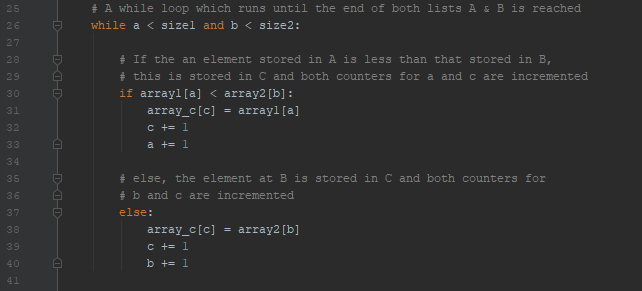 25 # A while loop which runs until the end of both lists A & B is reached
26 while a < size1 and b < size2:
27
28 # If the an element stored in A is less than that stored in B,
29 # this is stored in C and both counters for a and c are incremented
30 if array1[a] < array2[b]:
31 array_c[c] = array1[a]
32 c += 1
33 a += 1
34
35 # else, the element at B is stored in C and both counters for
36 # b and c are incremented
37 else:
38 array_c[c] = array2[b]
39 c += 1
40 b += 1
41